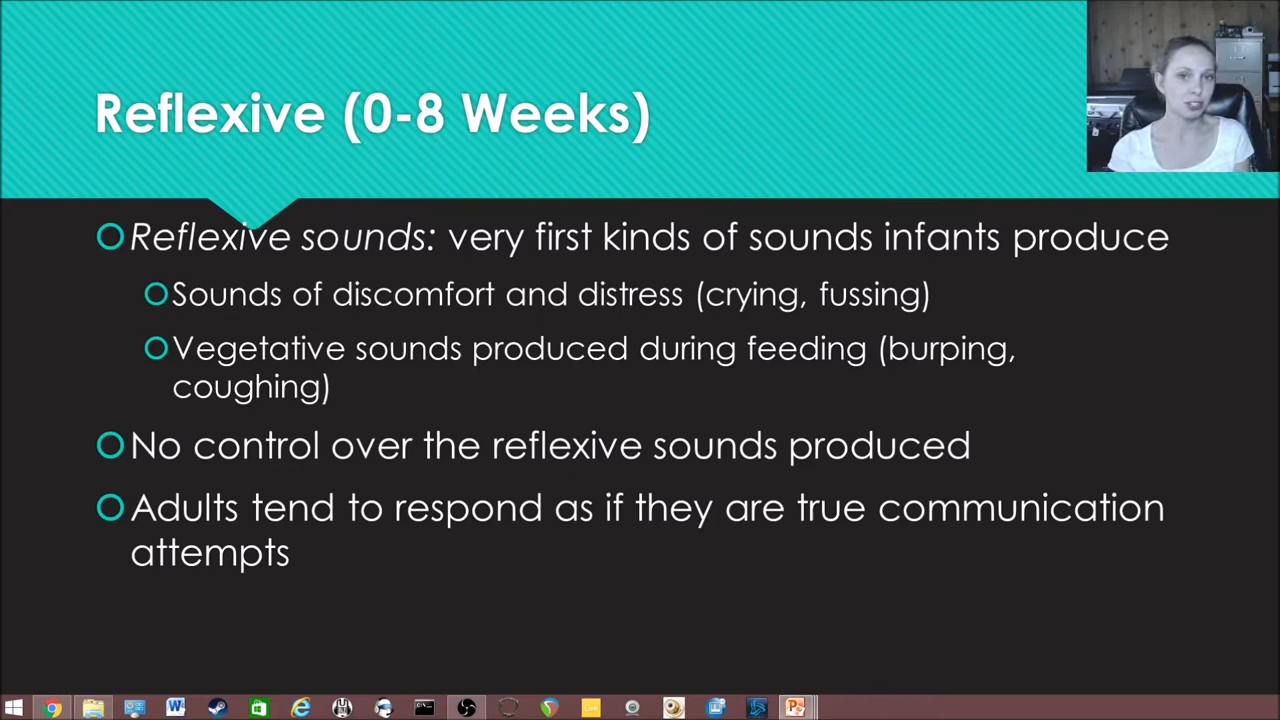 Reflexive (0-8 Weeks)
Reflexive sounds: very first kinds of sounds infants produce
Sounds of discomfort and distress (crying, fussing)
Vegetative sounds produced during feeding (burping,
coughing)
No control over the reflexive sounds produced
Adults tend to respond as if they are true communication
attempts